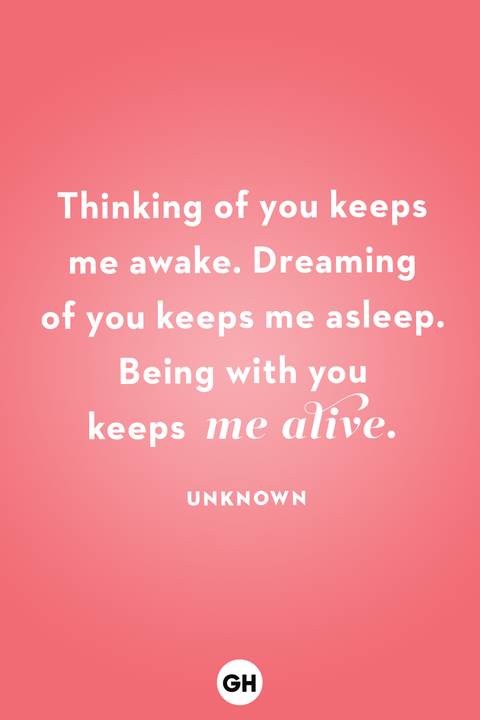 Thinking of you keeps
me awake. Dreaming
of you keeps me asleep.
Being with you
keeps me alive.
UNKNOWN
GH